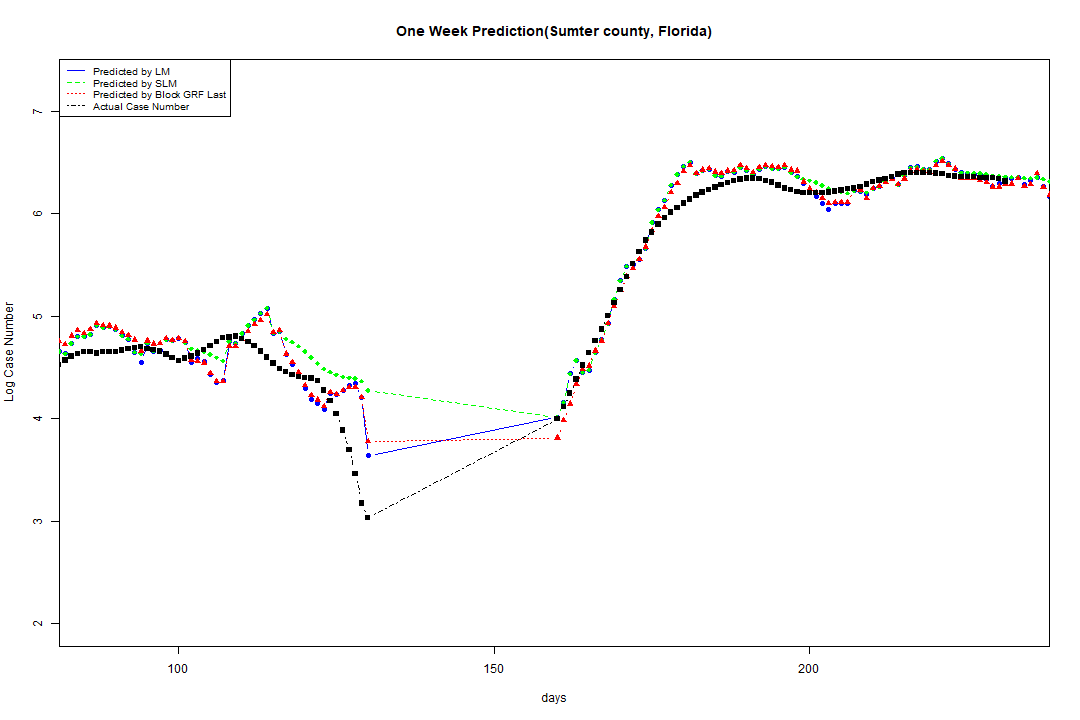 One Week Prediction(Sumter county, Florida)
Predicted by LM
Predicted by SLM
Predicted by Block GRF Last
Actual Case Number
7
6
5
4
3
2
Log Case Number
100 150 200
days